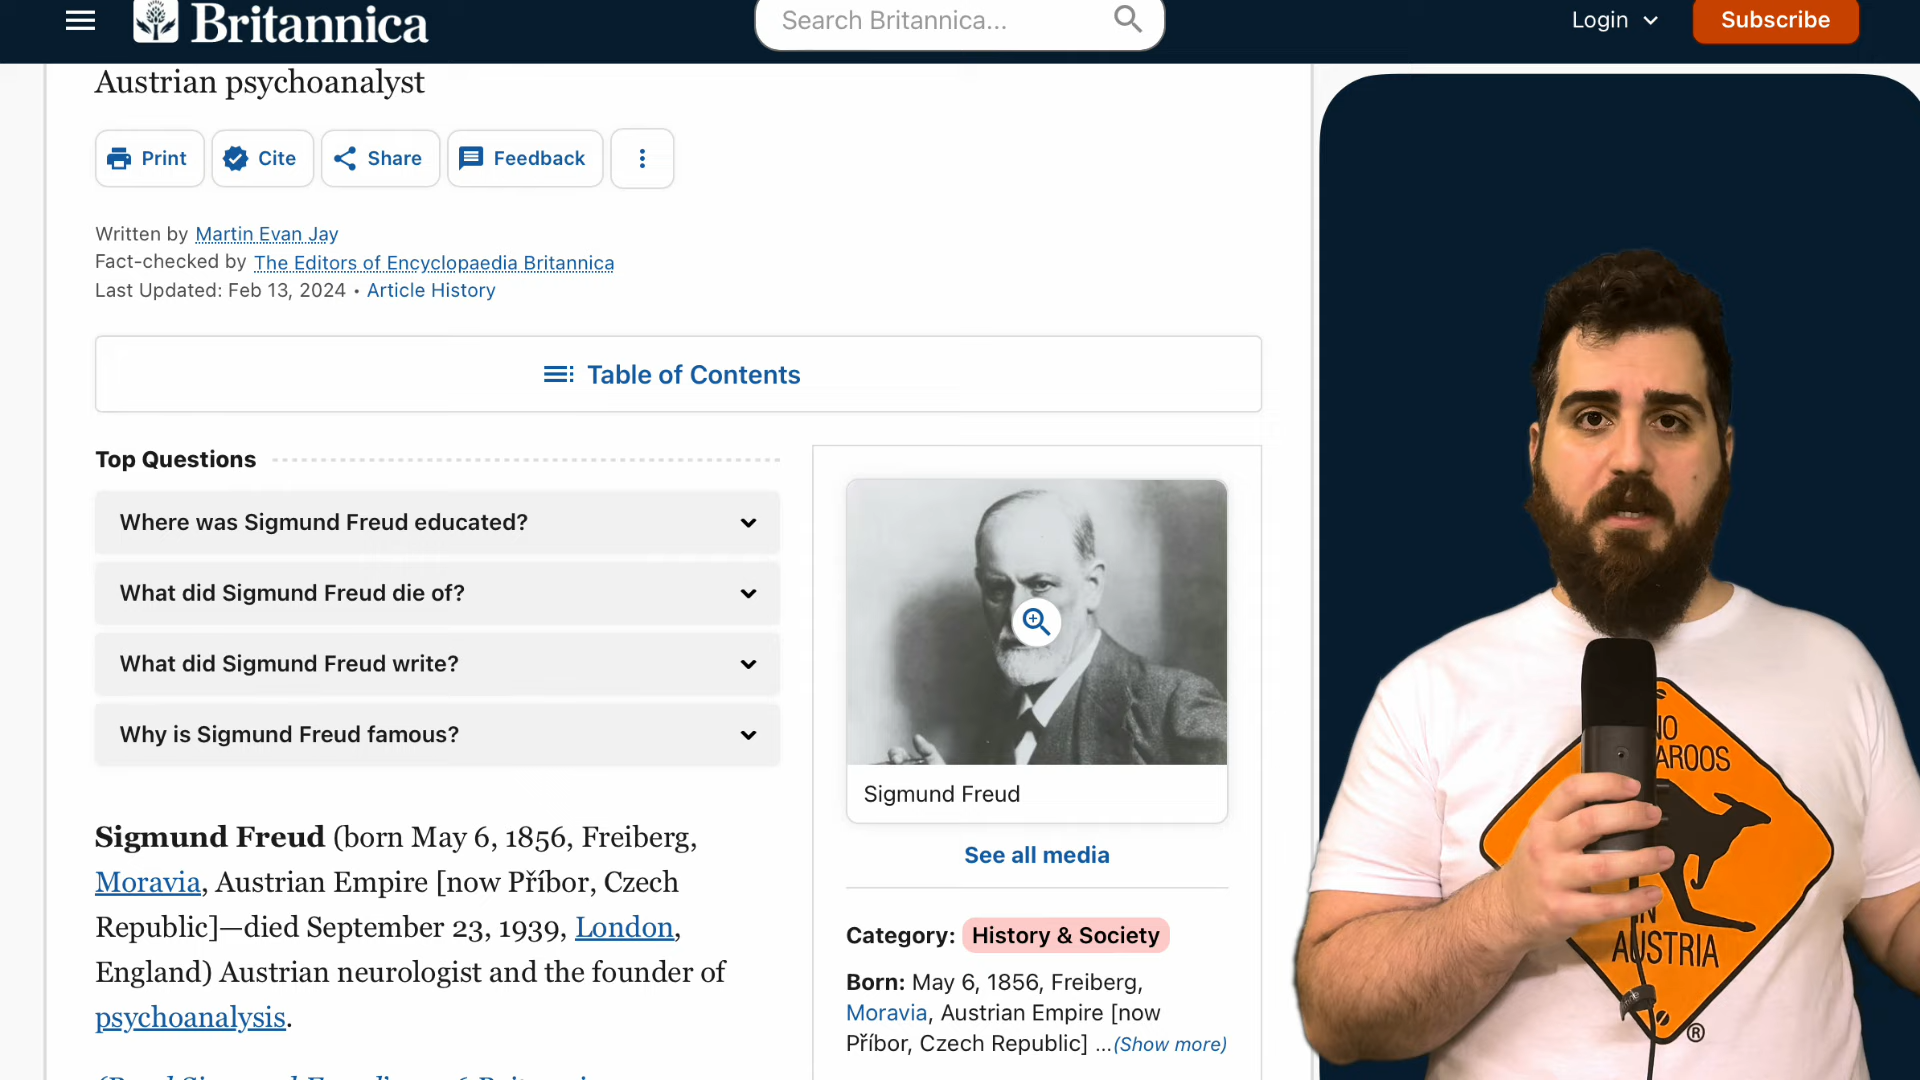 Britannica
Search Britannica...
Login
Subscribe
Austrian psychoanalyst
Print
Cite
Share
Feedback
Written by Martin Evan Jay
Fact-checked by The Editors of Encyclopaedia Britannica
Last Updated: Feb 13, 2024 • Article History
Table of Contents
Top Questions
Where was Sigmund Freud educated?
What did Sigmund Freud die of?
What did Sigmund Freud write?
Why is Sigmund Freud famous?
Sigmund Freud (born May 6, 1856, Freiberg,
Moravia, Austrian Empire [now Příbor, Czech
Republic]—died September 23, 1939, London,
England) Austrian neurologist and the founder of
psychoanalysis.
Sigmund Freud
See all media
Category: History & Society
Born: May 6, 1856, Freiberg,
Moravia, Austrian Empire [now
Příbor, Czech Republic] ...(Show more)
NO
AROOS
IN
AUSTRIA
®